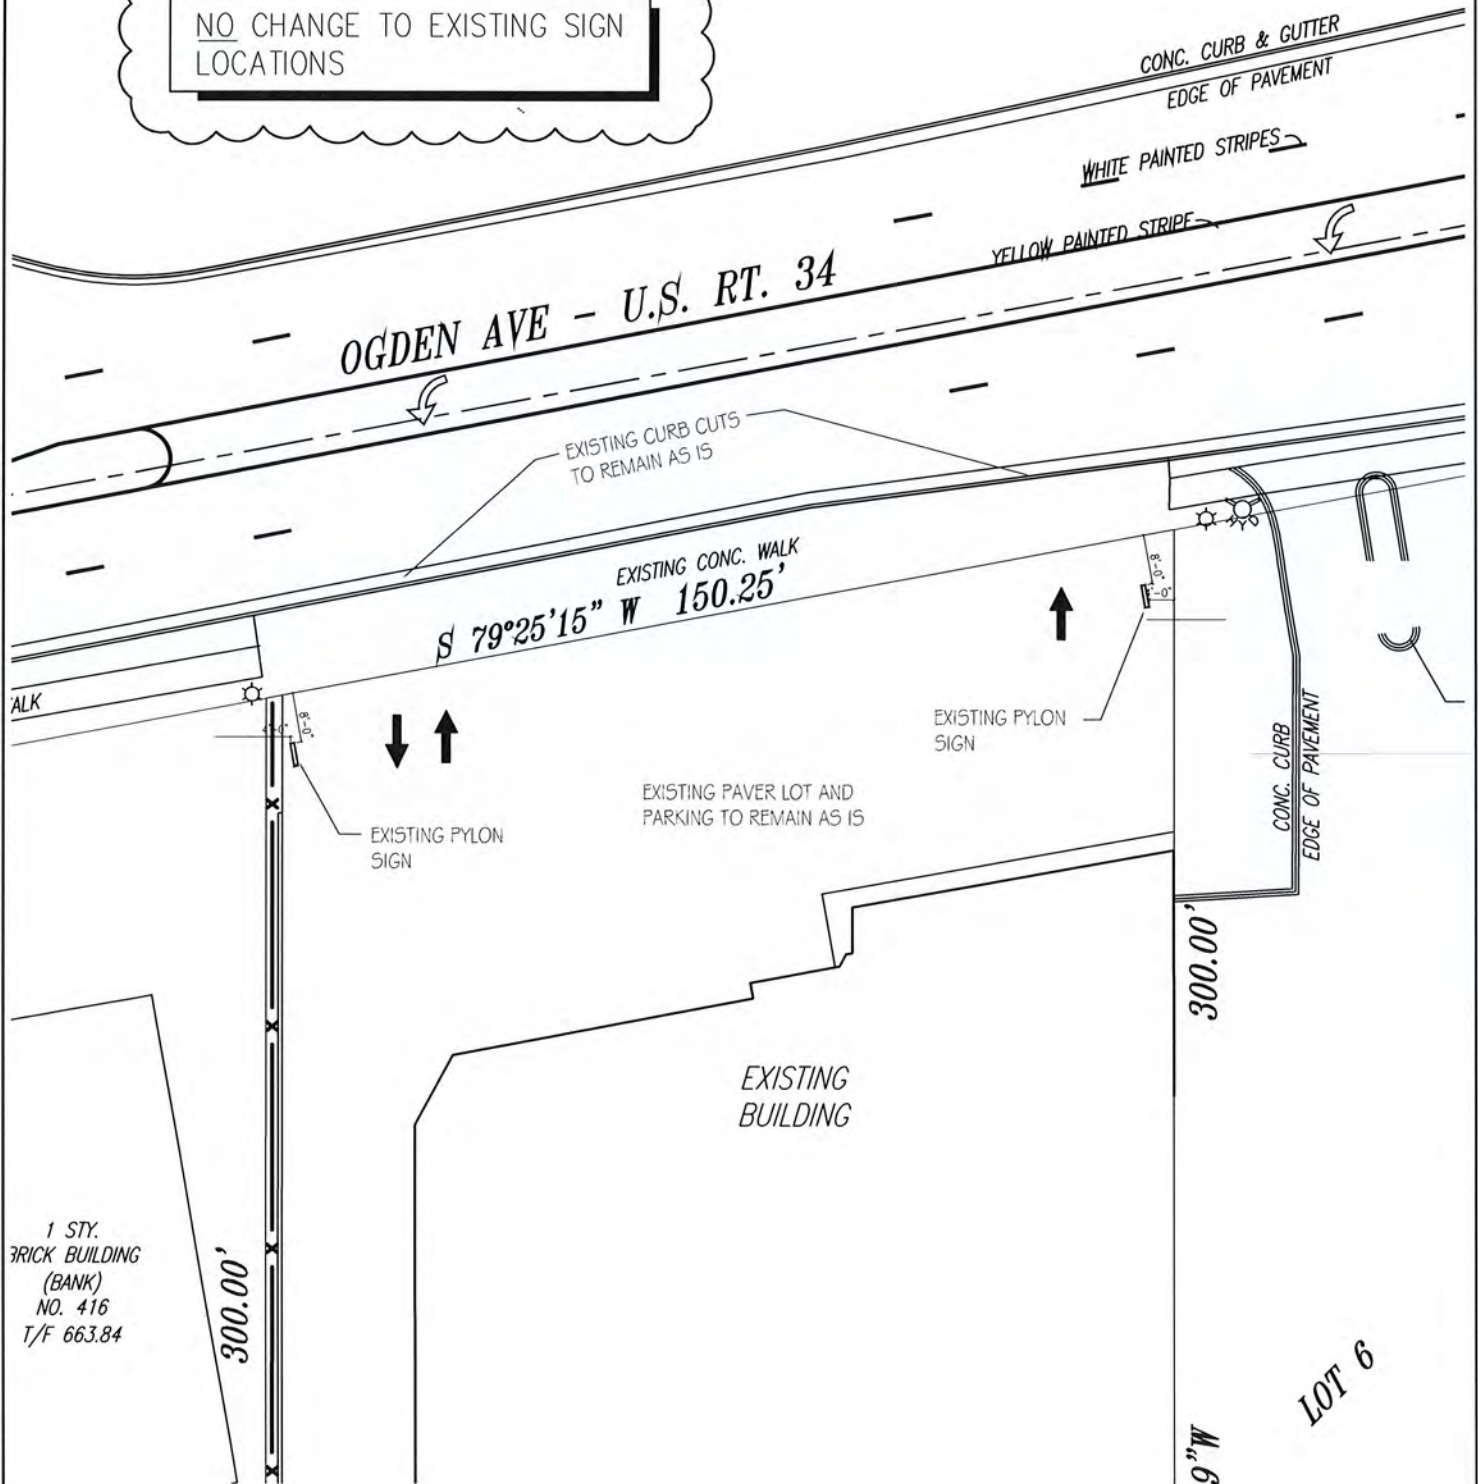 NO CHANGE TO EXISTING SIGN
LOCATIONS
CONC. CURB & GUTTER
EDGE OF PAVEMENT
WHITE PAINTED STRIPES
YELLOW PAINTED STRIPE
OGDEN AVE - U.S. RT. 34
EXISTING CURB CUTS
TO REMAIN AS IS
EXISTING CONC. WALK
S 79°25'15" W 150.25'
8'-0"
ALK
8'-0"
EXISTING PYLON
SIGN
EXISTING PYLON
SIGN
EXISTING PAVER LOT AND
PARKING TO REMAIN AS IS
CONC. CURB
EDGE OF PAVEMENT
300.00'
EXISTING
BUILDING
1 STY.
BRICK BUILDING
(BANK)
NO. 416
T/F 663.84
300.00'
LOT 6